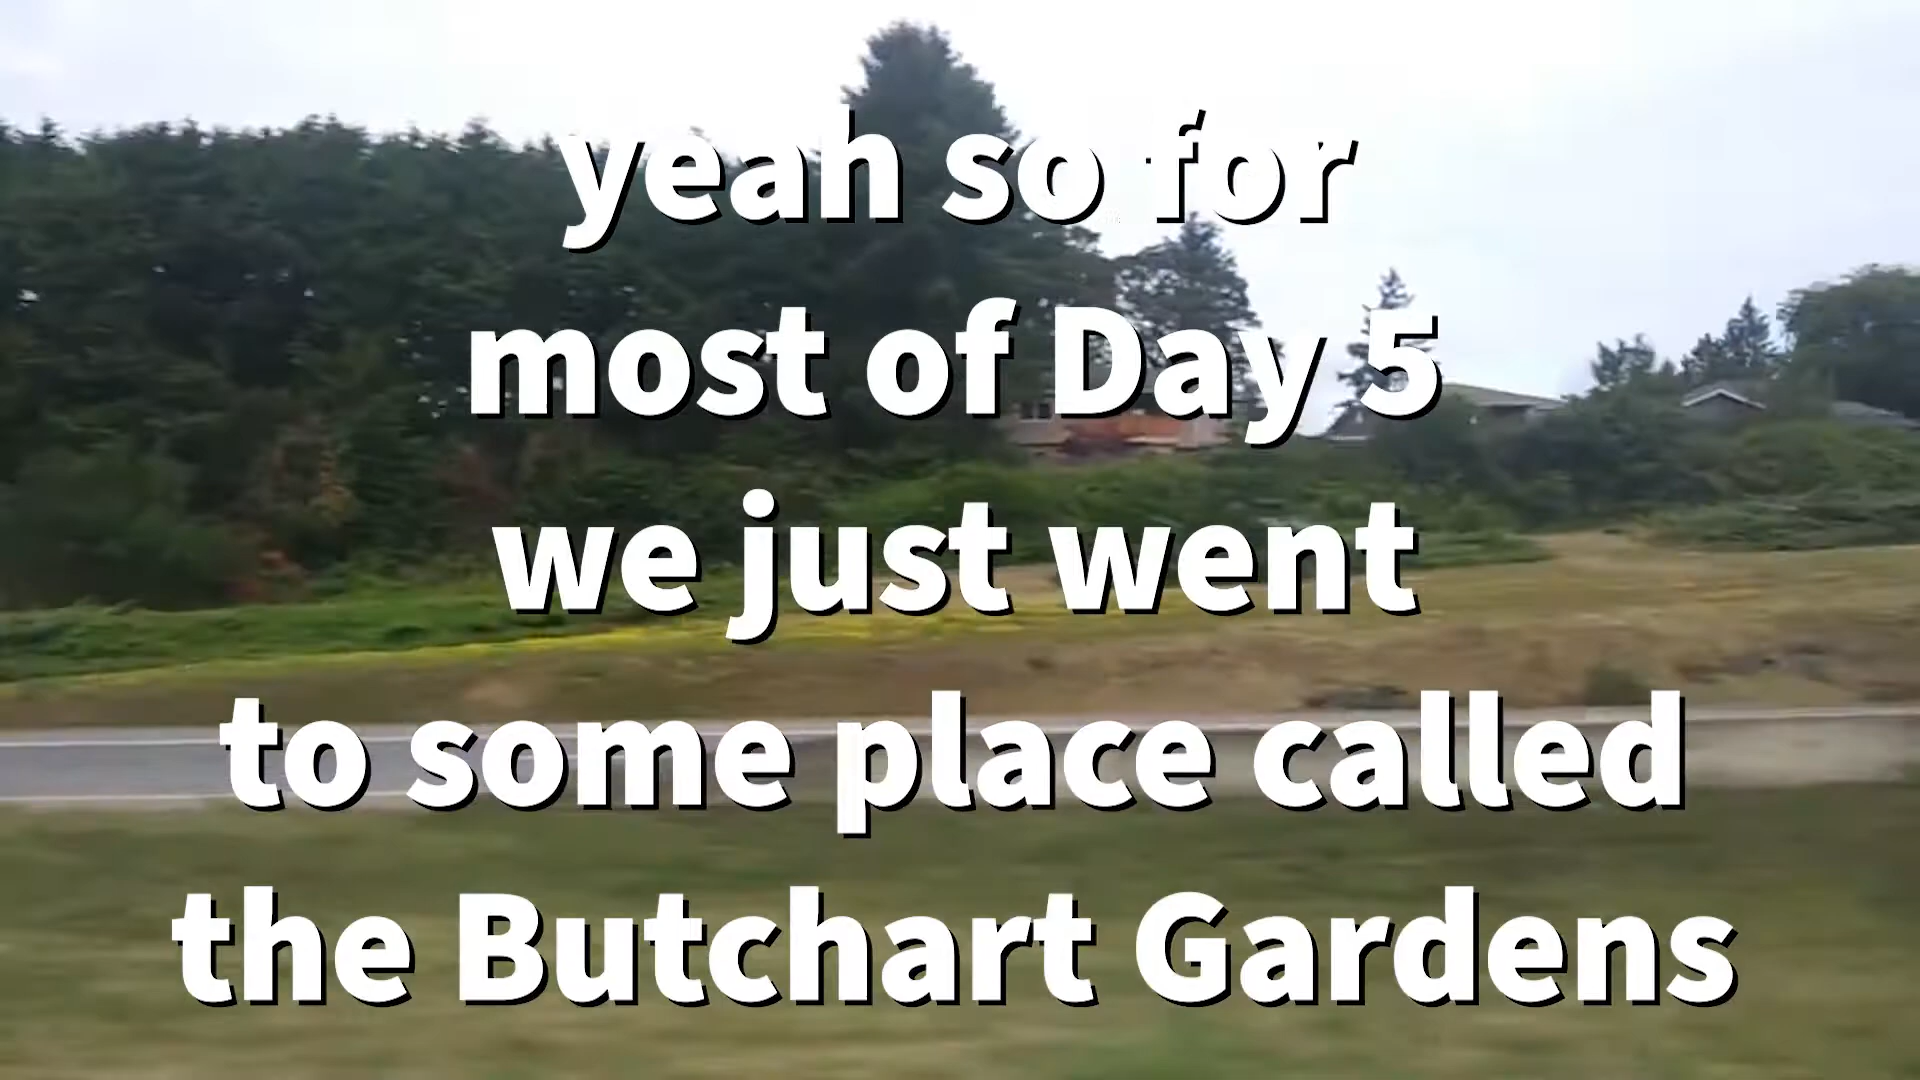 yeah so for
most of Day 5
we just went
to some place called
the Butchart Gardens